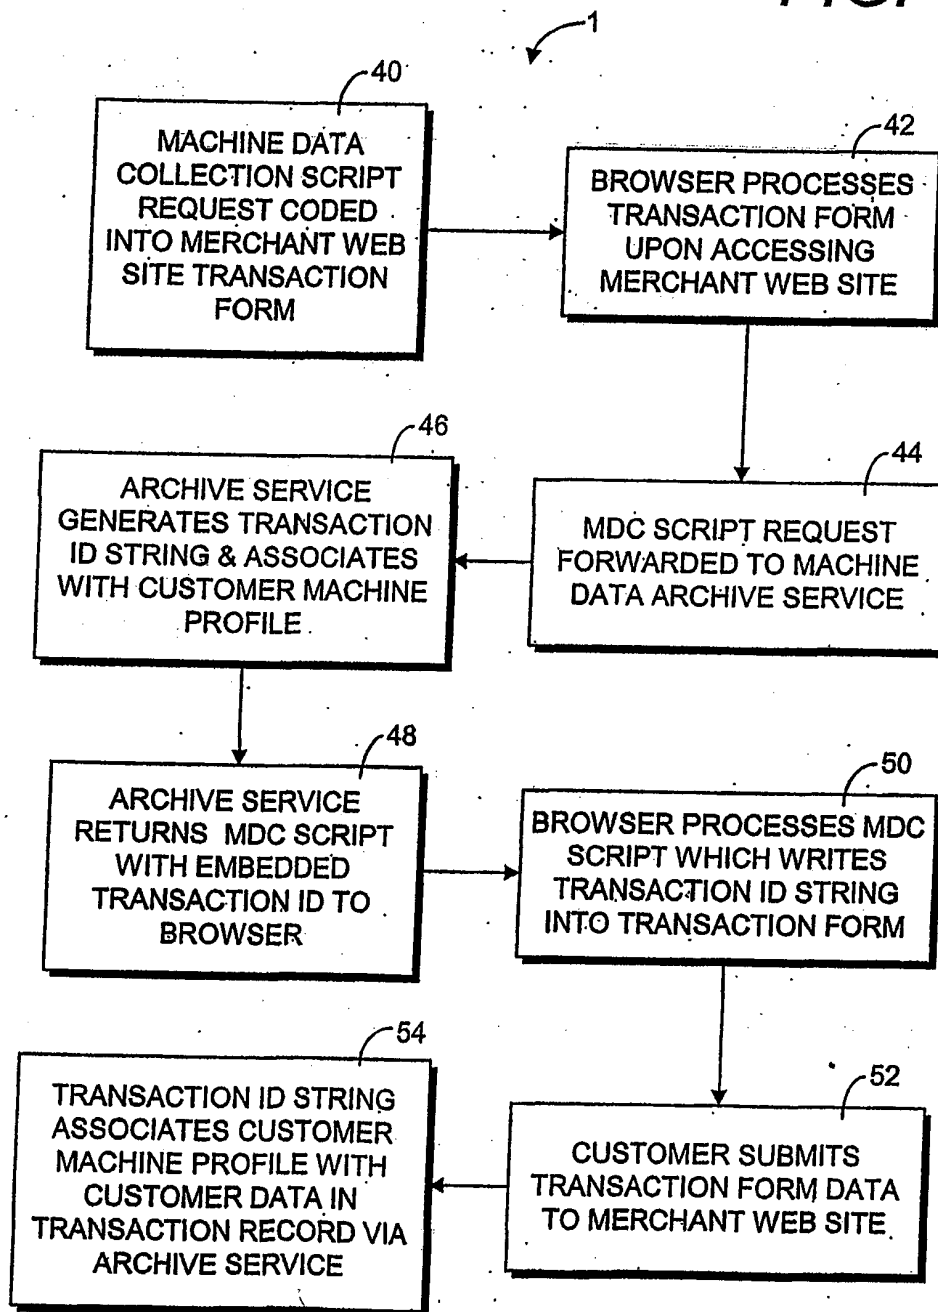 FIG.
1
40
MACHINE DATA
COLLECTION SCRIPT
REQUEST CODED
INTO MERCHANT WEB
SITE TRANSACTION
FORM
42
BROWSER PROCESSES
TRANSACTION FORM
UPON ACCESSING
MERCHANT WEB SITE
44
MDC SCRIPT REQUEST
FORWARDED TO MACHINE
DATA ARCHIVE SERVICE
46
ARCHIVE SERVICE
GENERATES TRANSACTION
ID STRING & ASSOCIATES
WITH CUSTOMER MACHINE
PROFILE
48
ARCHIVE SERVICE
RETURNS MDC SCRIPT
WITH EMBEDDED
TRANSACTION ID TO
BROWSER
50
BROWSER PROCESSES MDC
SCRIPT WHICH WRITES
TRANSACTION ID STRING
INTO TRANSACTION FORM
52
CUSTOMER SUBMITS
TRANSACTION FORM DATA
TO MERCHANT WEB SITE
54
TRANSACTION ID STRING
ASSOCIATES CUSTOMER
MACHINE PROFILE WITH
CUSTOMER DATA IN
TRANSACTION RECORD VIA
ARCHIVE SERVICE